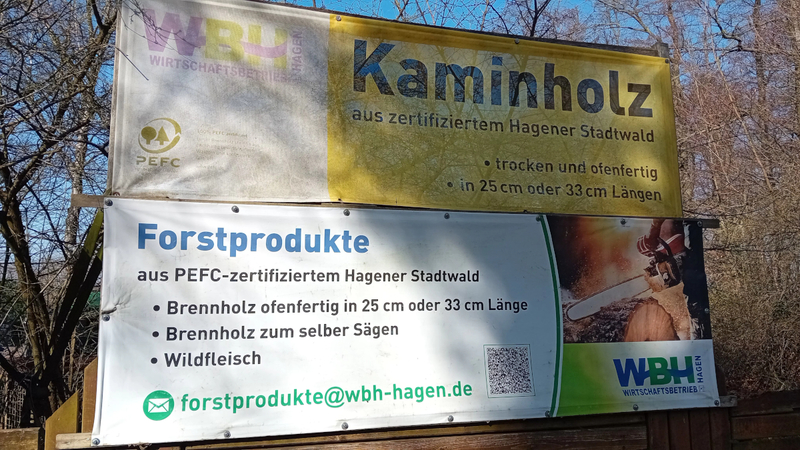 WBH
HAGEN
WIRTSCHAFTSBETRIEB
PEFC
Kaminholz
aus zertifiziertem Hagener Stadtwald
• trocken und ofenfertig
• in 25 cm oder 33 cm Längen
Forstprodukte
aus PEFC-zertifiziertem Hagener Stadtwald
• Brennholz ofenfertig in 25 cm oder 33 cm Länge
• Brennholz zum selber Sägen
• Wildfleisch
forstprodukte@wbh-hagen.de
WBH
HAGEN
WIRTSCHAFTSBETRIEB